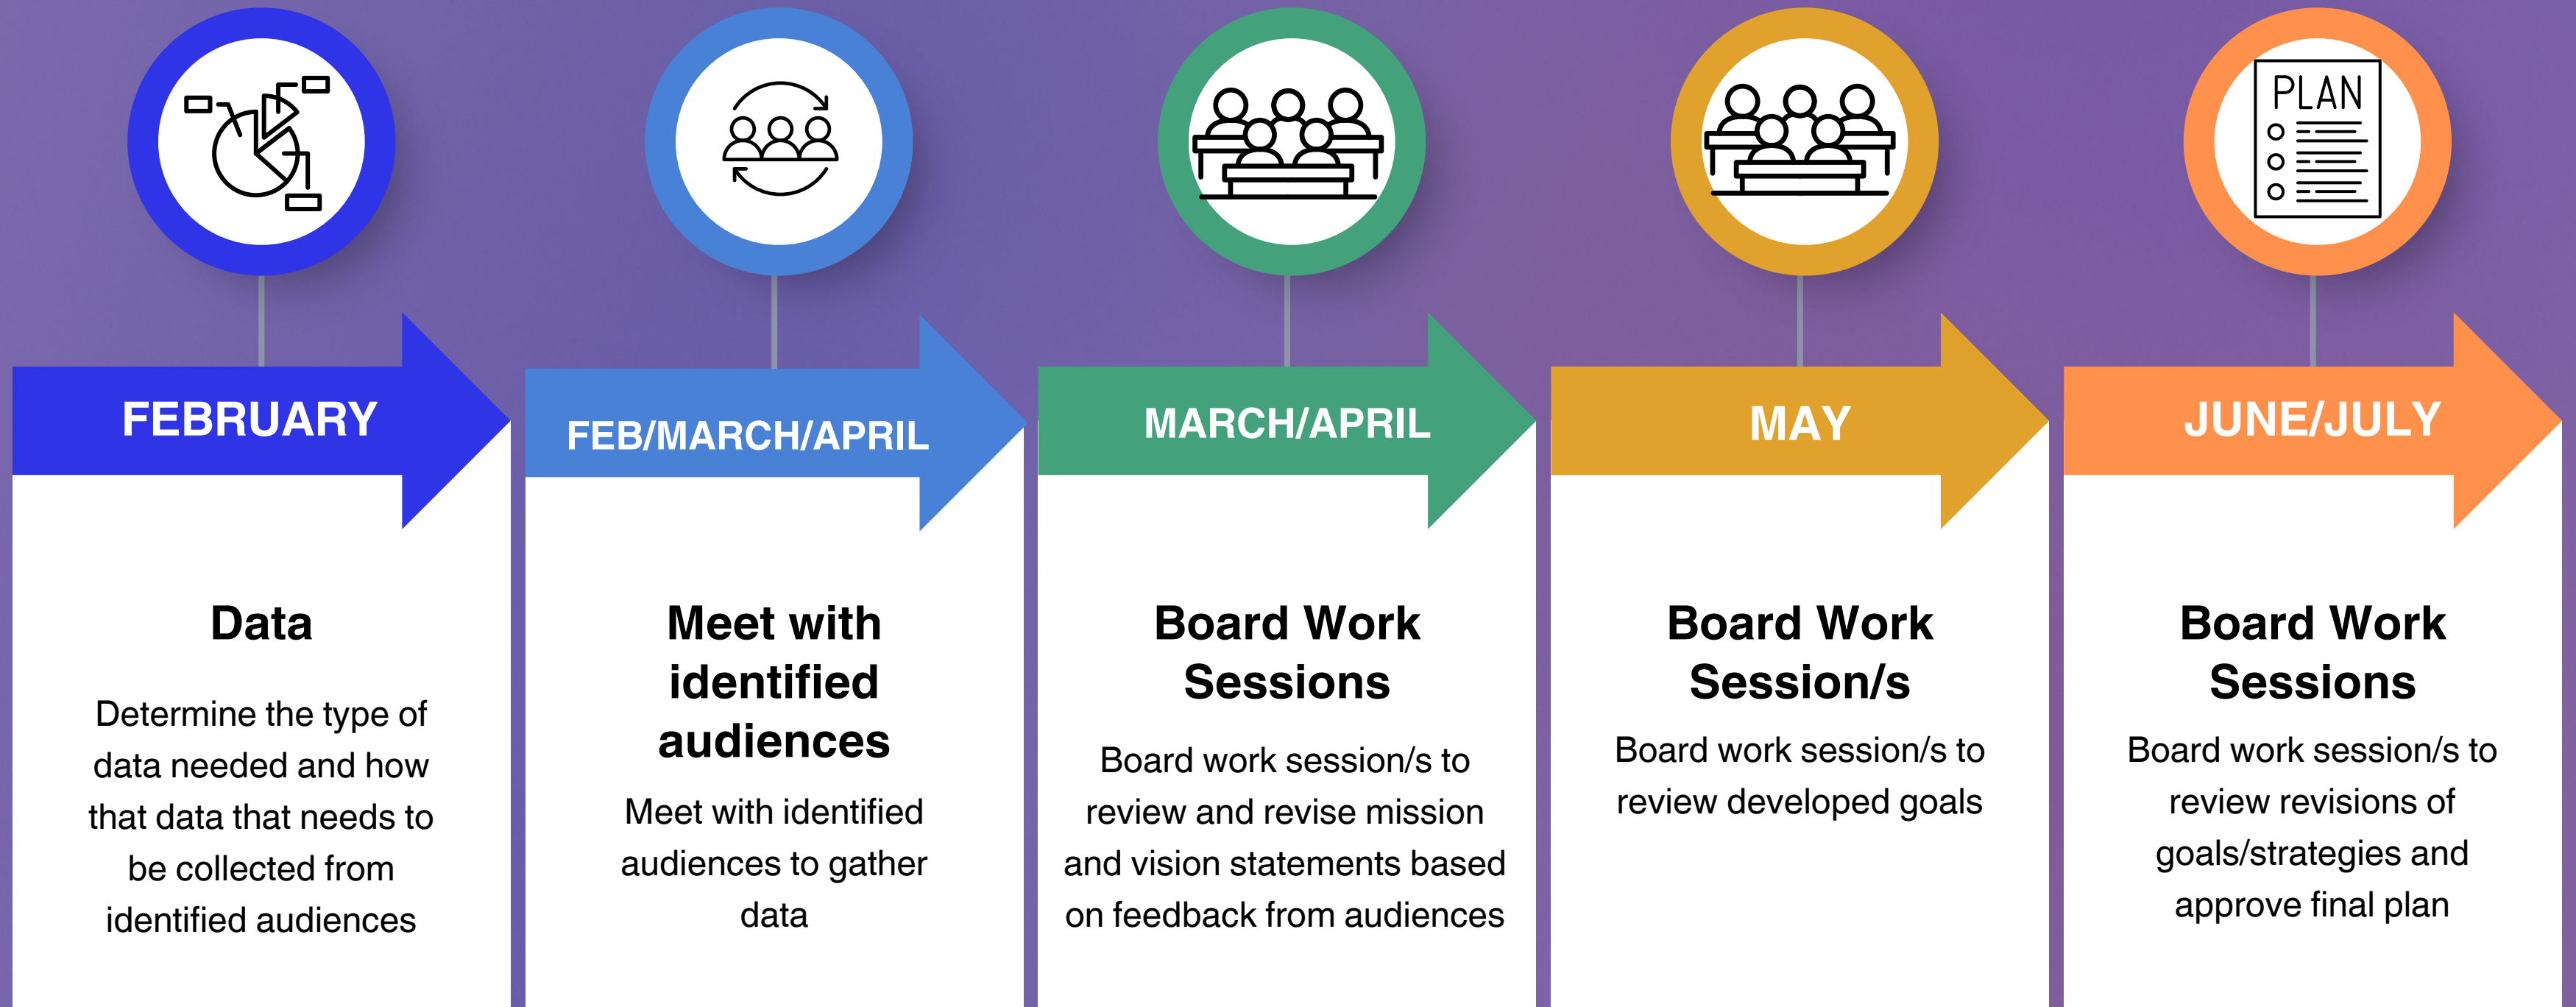 PLAN
FEBRUARY
Data
Determine the type of
data needed and how
that data that needs to
be collected from
identified audiences
FEB/MARCH/APRIL
Meet with
identified
audiences
Meet with identified
audiences to gather
data
MARCH/APRIL
Board Work
Sessions
Board work session/s to
review and revise mission
and vision statements based
on feedback from audiences
MAY
Board Work
Session/s
Board work session/s to
review developed goals
JUNE/JULY
Board Work
Sessions
Board work session/s to
review revisions of
goals/strategies and
approve final plan